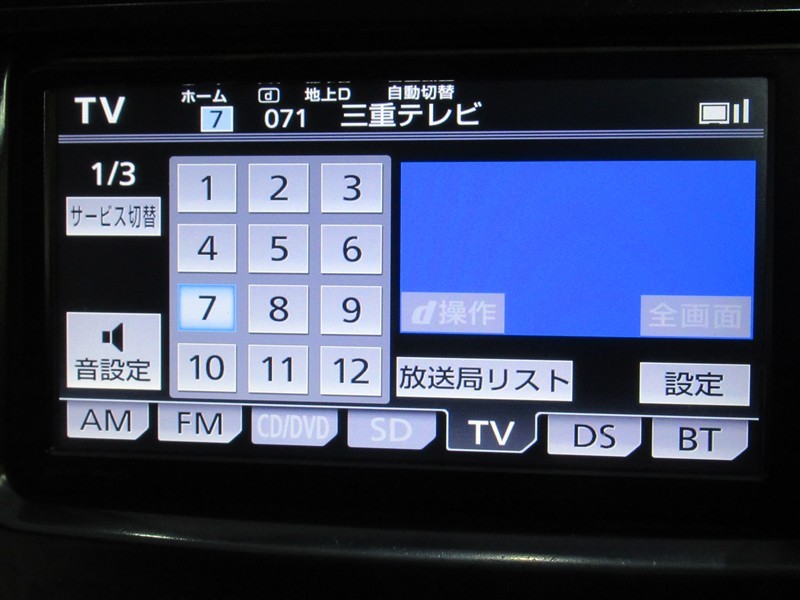 TV ホーム d 地上D 自動切替
7 071 三重テレビ
1/3
サービス切替
1 2 3
4 5 6
7 8 9
10 11 12
d操作 全画面
音設定
放送局リスト 設定
AM FM CD/DVD SD TV DS BT